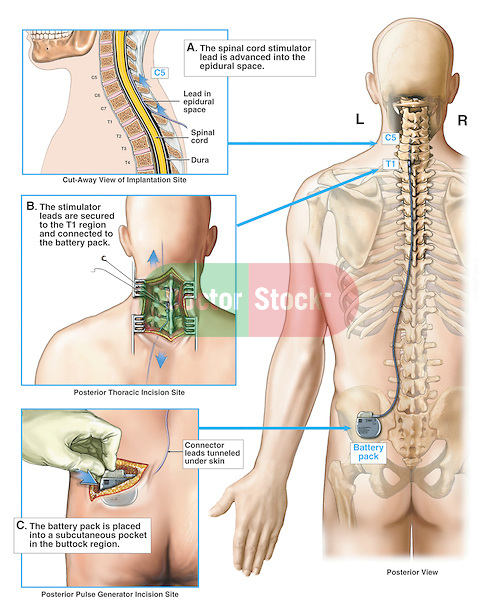 A. The spinal cord stimulator
lead is advanced into the
epidural space.
C5
C5
C6
C7
T1
T2
T3
T4
Lead in
epidural
space
Spinal
cord
Dura
Cut-Away View of Implantation Site
B. The stimulator
leads are secured
to the T1 region
and connected to
the battery pack.
Posterior Thoracic Incision Site
Connector
leads tunneled
under skin
C. The battery pack is placed
into a subcutaneous pocket
in the buttock region.
Posterior Pulse Generator Incision Site
L
R
C5
T1
Battery
pack
Posterior View